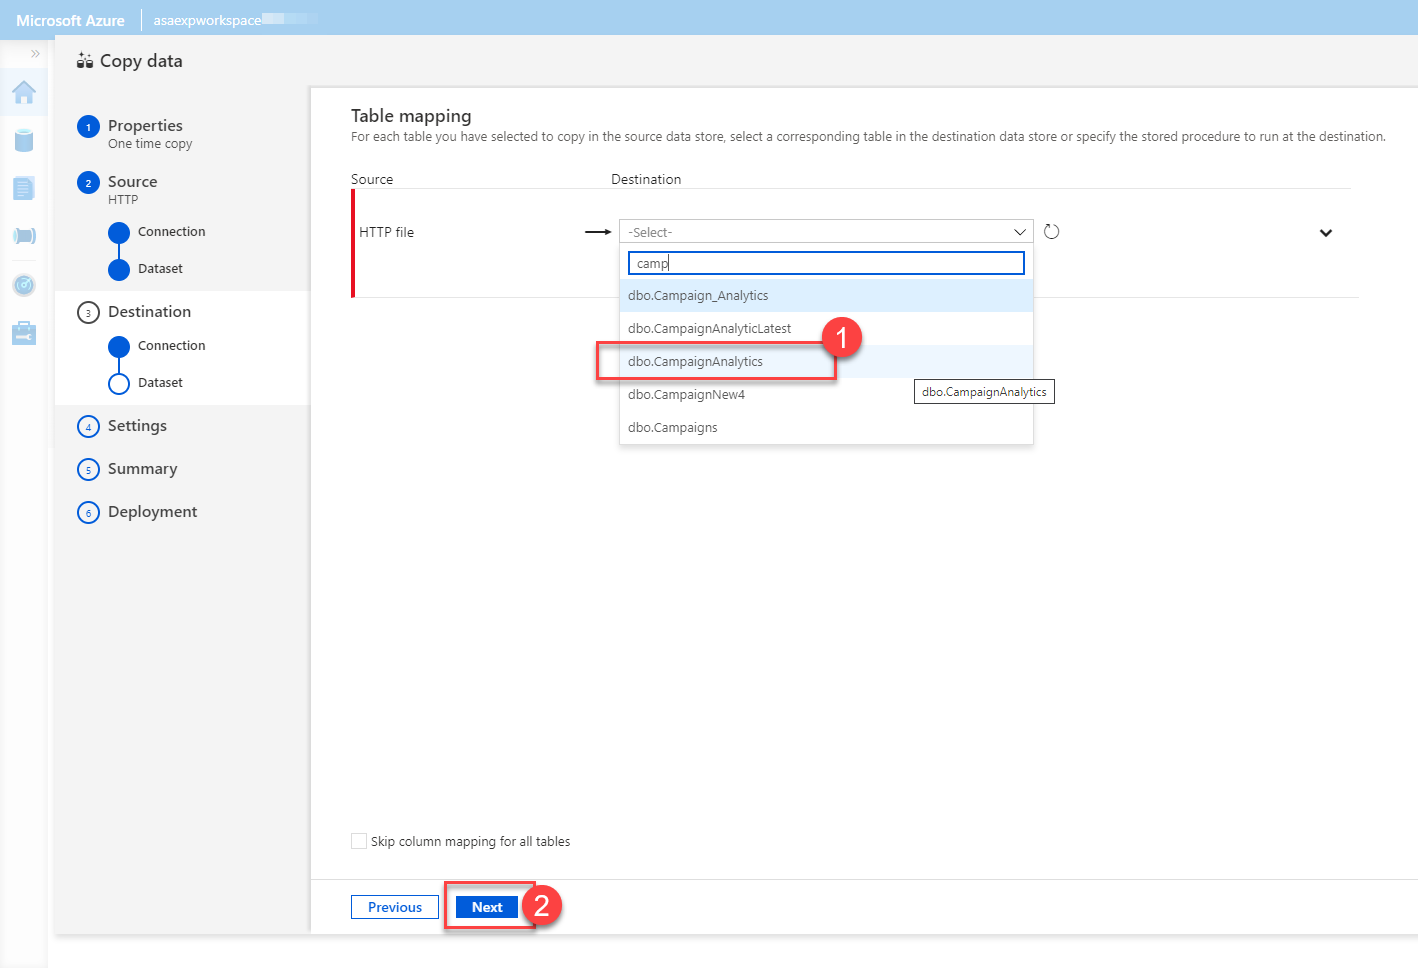 Microsoft Azure
asaexpworkspace
»
Copy data
1 Properties
One time copy
2 Source
HTTP
Connection
Dataset
3 Destination
Connection
Dataset
4 Settings
5 Summary
6 Deployment
Table mapping
For each table you have selected to copy in the source data store, select a corresponding table in the destination data store or specify the stored procedure to run at the destination.
Source Destination
HTTP file -Select-
camp
dbo.Campaign_Analytics
dbo.CampaignAnalyticLatest
1
dbo.CampaignAnalytics
dbo.CampaignAnalytics
dbo.CampaignNew4
dbo.Campaigns
Skip column mapping for all tables
Previous Next 2